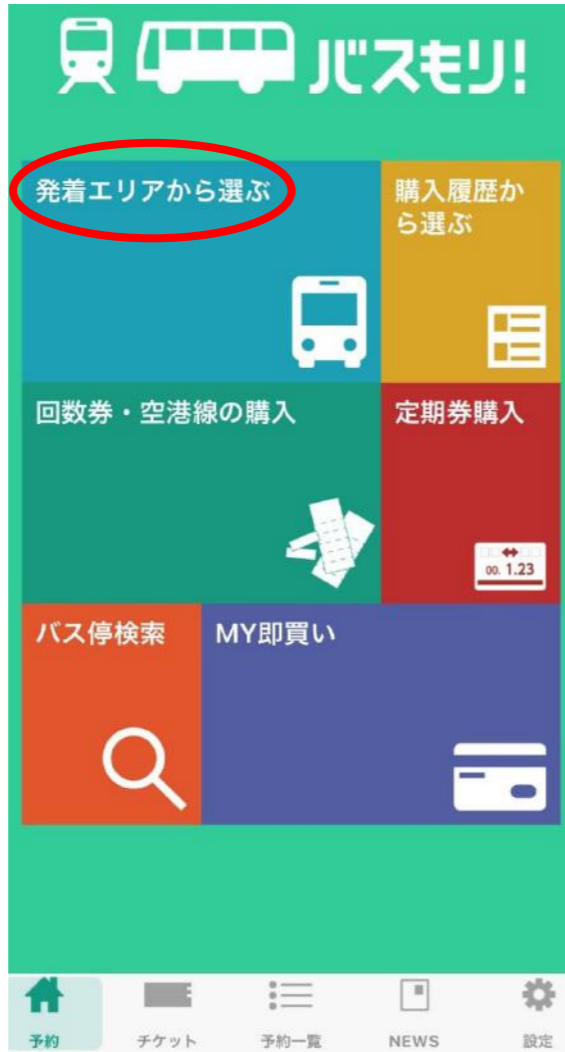 バスもり!
発着エリアから選ぶ
購入履歴か
ら選ぶ
回数券・空港線の購入
定期券購入
00. 1.23
バス停検索
MY即買い
予約
チケット
予約一覧
NEWS
設定